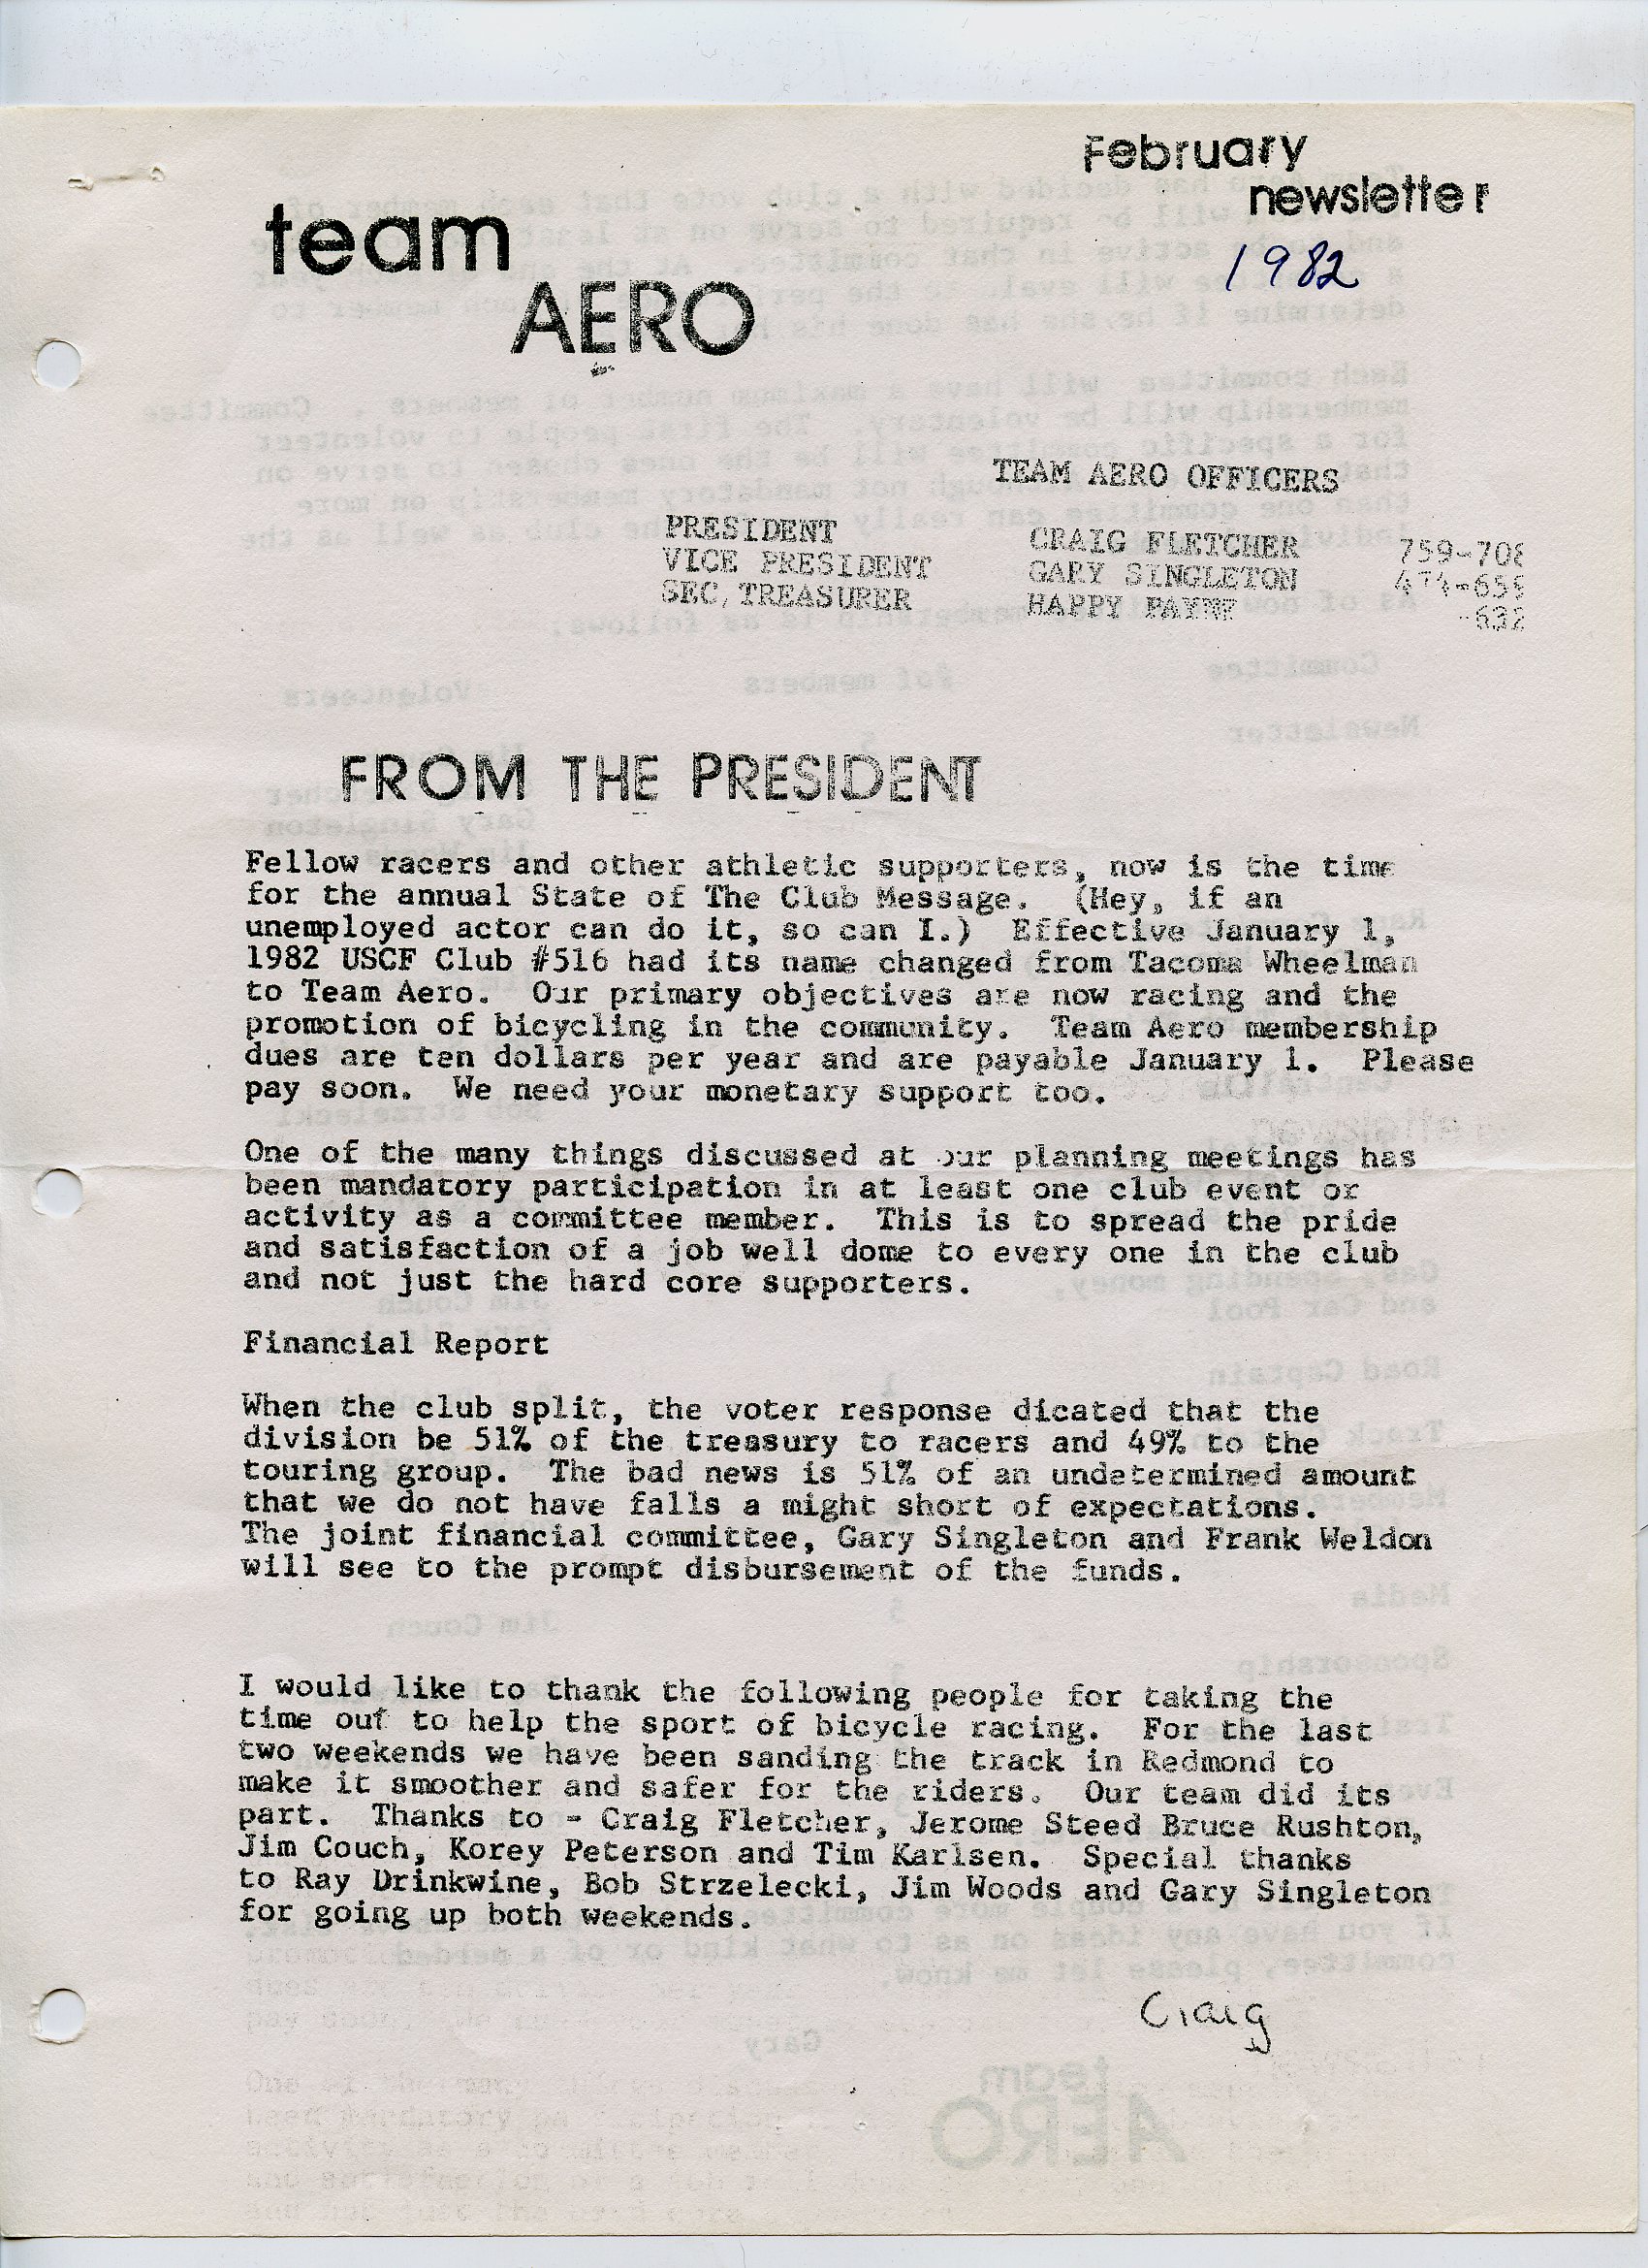 February
newsletter
1982
team
AERO
TEAM AERO OFFICERS
PRESIDENT CRAIG FLETCHER 759-708
VICE PRESIDENT GARY SINGLETON 474-659
SEC, TREASURER HAPPY PAYNE -632
FROM THE PRESIDENT
Fellow racers and other athletic supporters, now is the time
for the annual State of The Club Message. (Hey, if an
unemployed actor can do it, so can I.) Effective January 1,
1982 USCF Club #516 had its name changed from Tacoma Wheelman
to Team Aero. Our primary objectives are now racing and the
promotion of bicycling in the community. Team Aero membership
dues are ten dollars per year and are payable January 1. Please
pay soon. We need your monetary support too.
One of the many things discussed at our planning meetings has
been mandatory participation in at least one club event or
activity as a committee member. This is to spread the pride
and satisfaction of a job well dome to every one in the club
and not just the hard core supporters.
Financial Report
When the club split, the voter response dicated that the
division be 51% of the treasury to racers and 49% to the
touring group. The bad news is 51% of an undetermined amount
that we do not have falls a might short of expectations.
The joint financial committee, Gary Singleton and Frank Weldon
will see to the prompt disbursement of the funds.
I would like to thank the following people for taking the
time out to help the sport of bicycle racing. For the last
two weekends we have been sanding the track in Redmond to
make it smoother and safer for the riders. Our team did its
part. Thanks to - Craig Fletcher, Jerome Steed Bruce Rushton,
Jim Couch, Korey Peterson and Tim Karlsen. Special thanks
to Ray Drinkwine, Bob Strzelecki, Jim Woods and Gary Singleton
for going up both weekends.
Craig